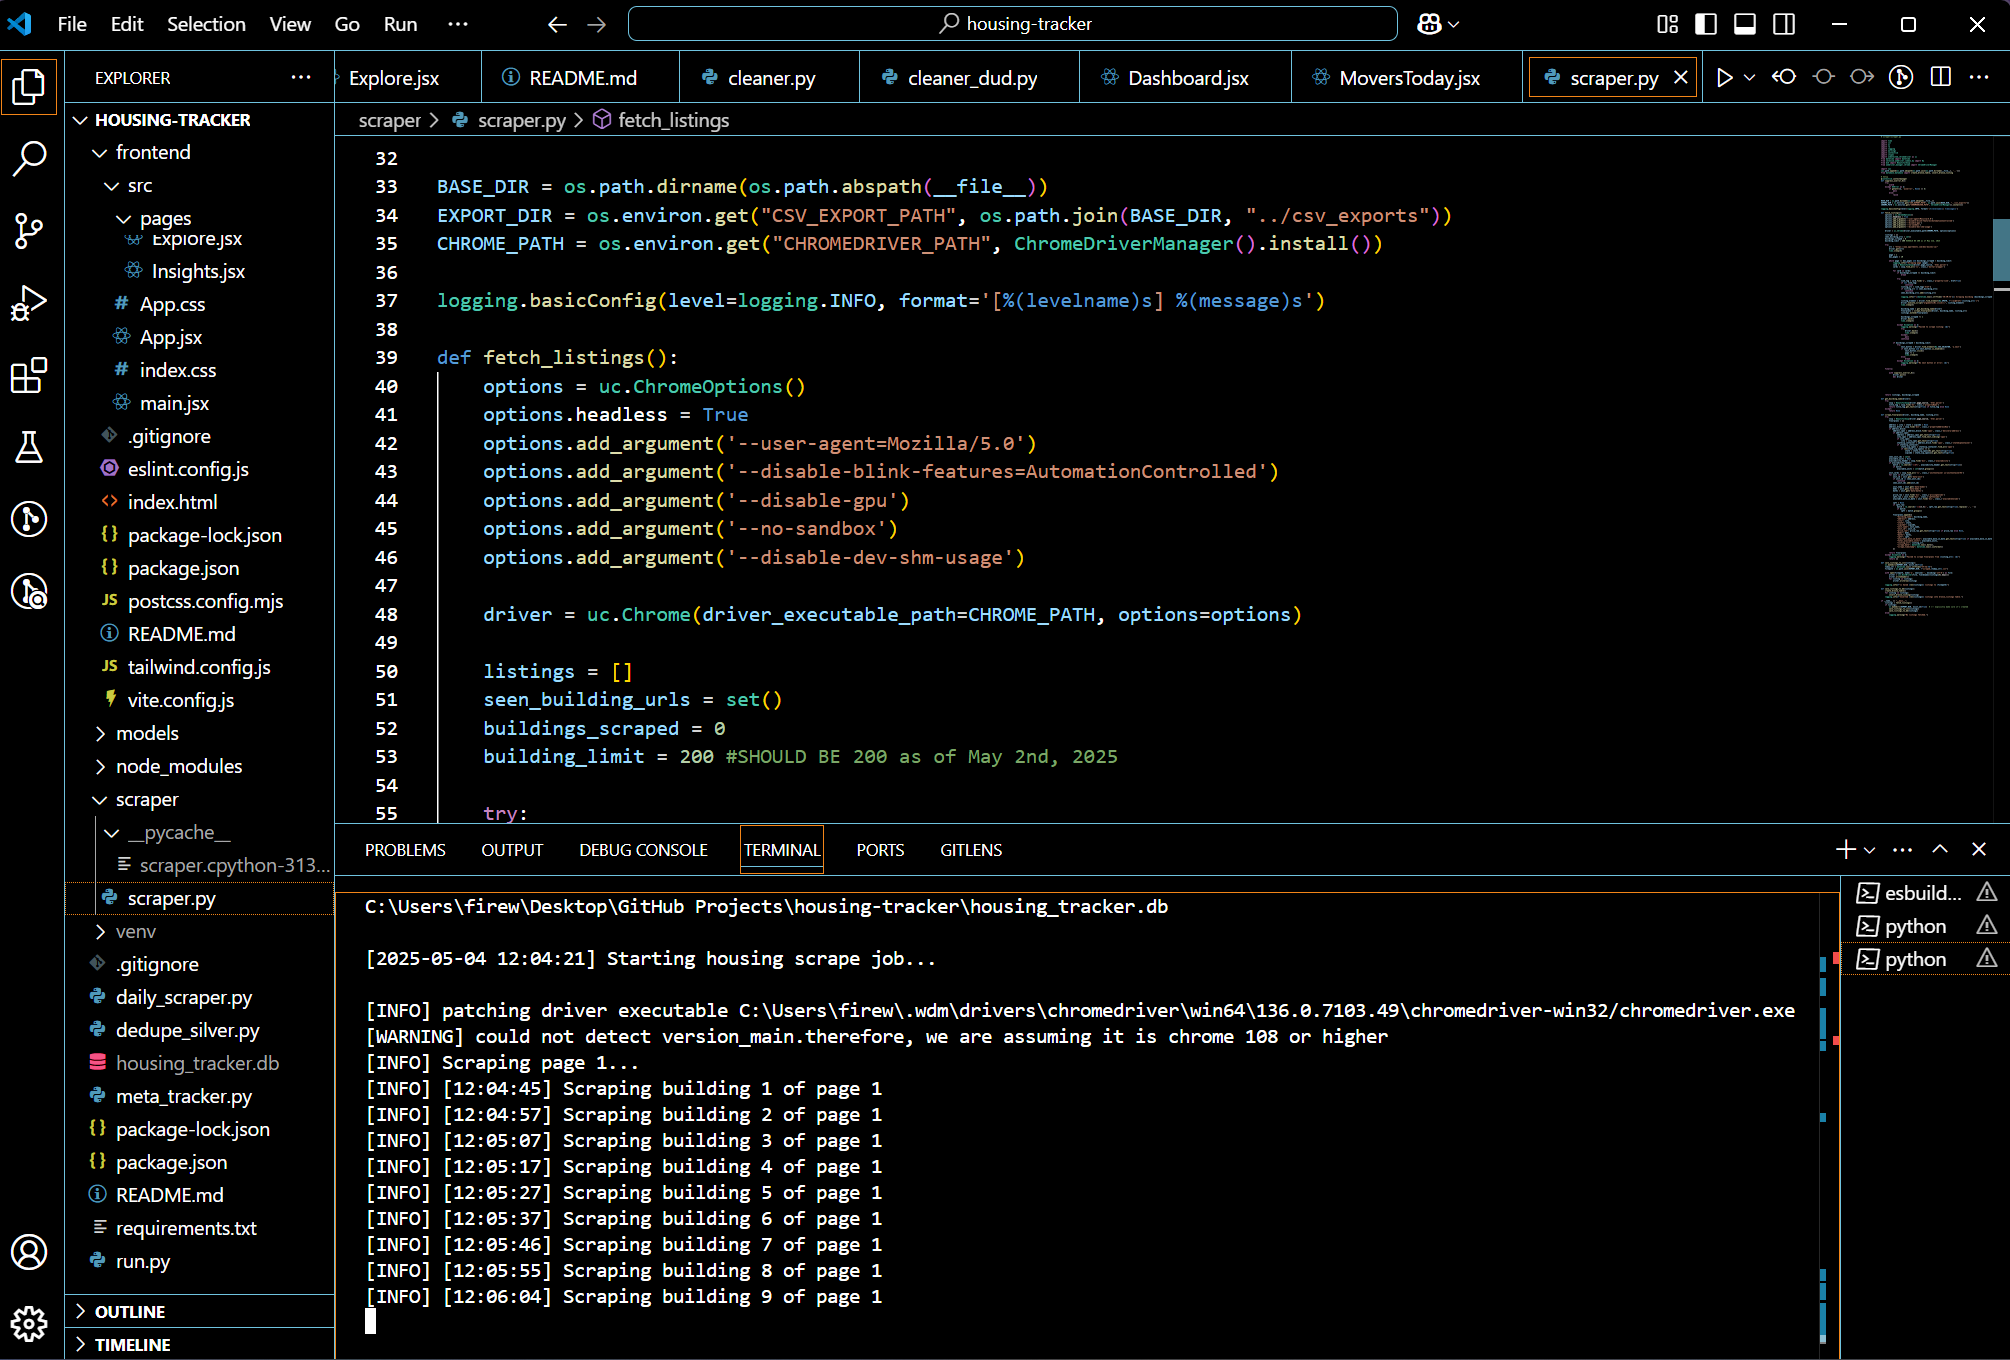 File Edit Selection View Go Run ···
housing-tracker
EXPLORER ···
HOUSING-TRACKER
frontend
src
pages
Explore.jsx
Insights.jsx
# App.css
App.jsx
# index.css
main.jsx
.gitignore
eslint.config.js
<> index.html
{} package-lock.json
{} package.json
JS postcss.config.mjs
README.md
JS tailwind.config.js
vite.config.js
models
node_modules
scraper
__pycache__
scraper.cpython-313...
scraper.py
venv
.gitignore
daily_scraper.py
dedupe_silver.py
housing_tracker.db
meta_tracker.py
{} package-lock.json
{} package.json
README.md
requirements.txt
run.py
OUTLINE
TIMELINE
Explore.jsx README.md cleaner.py cleaner_dud.py Dashboard.jsx MoversToday.jsx scraper.py
scraper > scraper.py > fetch_listings
32
33 BASE_DIR = os.path.dirname(os.path.abspath(__file__))
34 EXPORT_DIR = os.environ.get("CSV_EXPORT_PATH", os.path.join(BASE_DIR, "../csv_exports"))
35 CHROME_PATH = os.environ.get("CHROMEDRIVER_PATH", ChromeDriverManager().install())
36
37 logging.basicConfig(level=logging.INFO, format='[%(levelname)s] %(message)s')
38
39 def fetch_listings():
40 options = uc.ChromeOptions()
41 options.headless = True
42 options.add_argument('--user-agent=Mozilla/5.0')
43 options.add_argument('--disable-blink-features=AutomationControlled')
44 options.add_argument('--disable-gpu')
45 options.add_argument('--no-sandbox')
46 options.add_argument('--disable-dev-shm-usage')
47
48 driver = uc.Chrome(driver_executable_path=CHROME_PATH, options=options)
49
50 listings = []
51 seen_building_urls = set()
52 buildings_scraped = 0
53 building_limit = 200 #SHOULD BE 200 as of May 2nd, 2025
54
55 try:
PROBLEMS OUTPUT DEBUG CONSOLE TERMINAL PORTS GITLENS
C:\Users\firew\Desktop\GitHub Projects\housing-tracker\housing_tracker.db
[2025-05-04 12:04:21] Starting housing scrape job...
[INFO] patching driver executable C:\Users\firew\.wdm\drivers\chromedriver\win64\136.0.7103.49\chromedriver-win32/chromedriver.exe
[WARNING] could not detect version_main.therefore, we are assuming it is chrome 108 or higher
[INFO] Scraping page 1...
[INFO] [12:04:45] Scraping building 1 of page 1
[INFO] [12:04:57] Scraping building 2 of page 1
[INFO] [12:05:07] Scraping building 3 of page 1
[INFO] [12:05:17] Scraping building 4 of page 1
[INFO] [12:05:27] Scraping building 5 of page 1
[INFO] [12:05:37] Scraping building 6 of page 1
[INFO] [12:05:46] Scraping building 7 of page 1
[INFO] [12:05:55] Scraping building 8 of page 1
[INFO] [12:06:04] Scraping building 9 of page 1
esbuild...
python
python